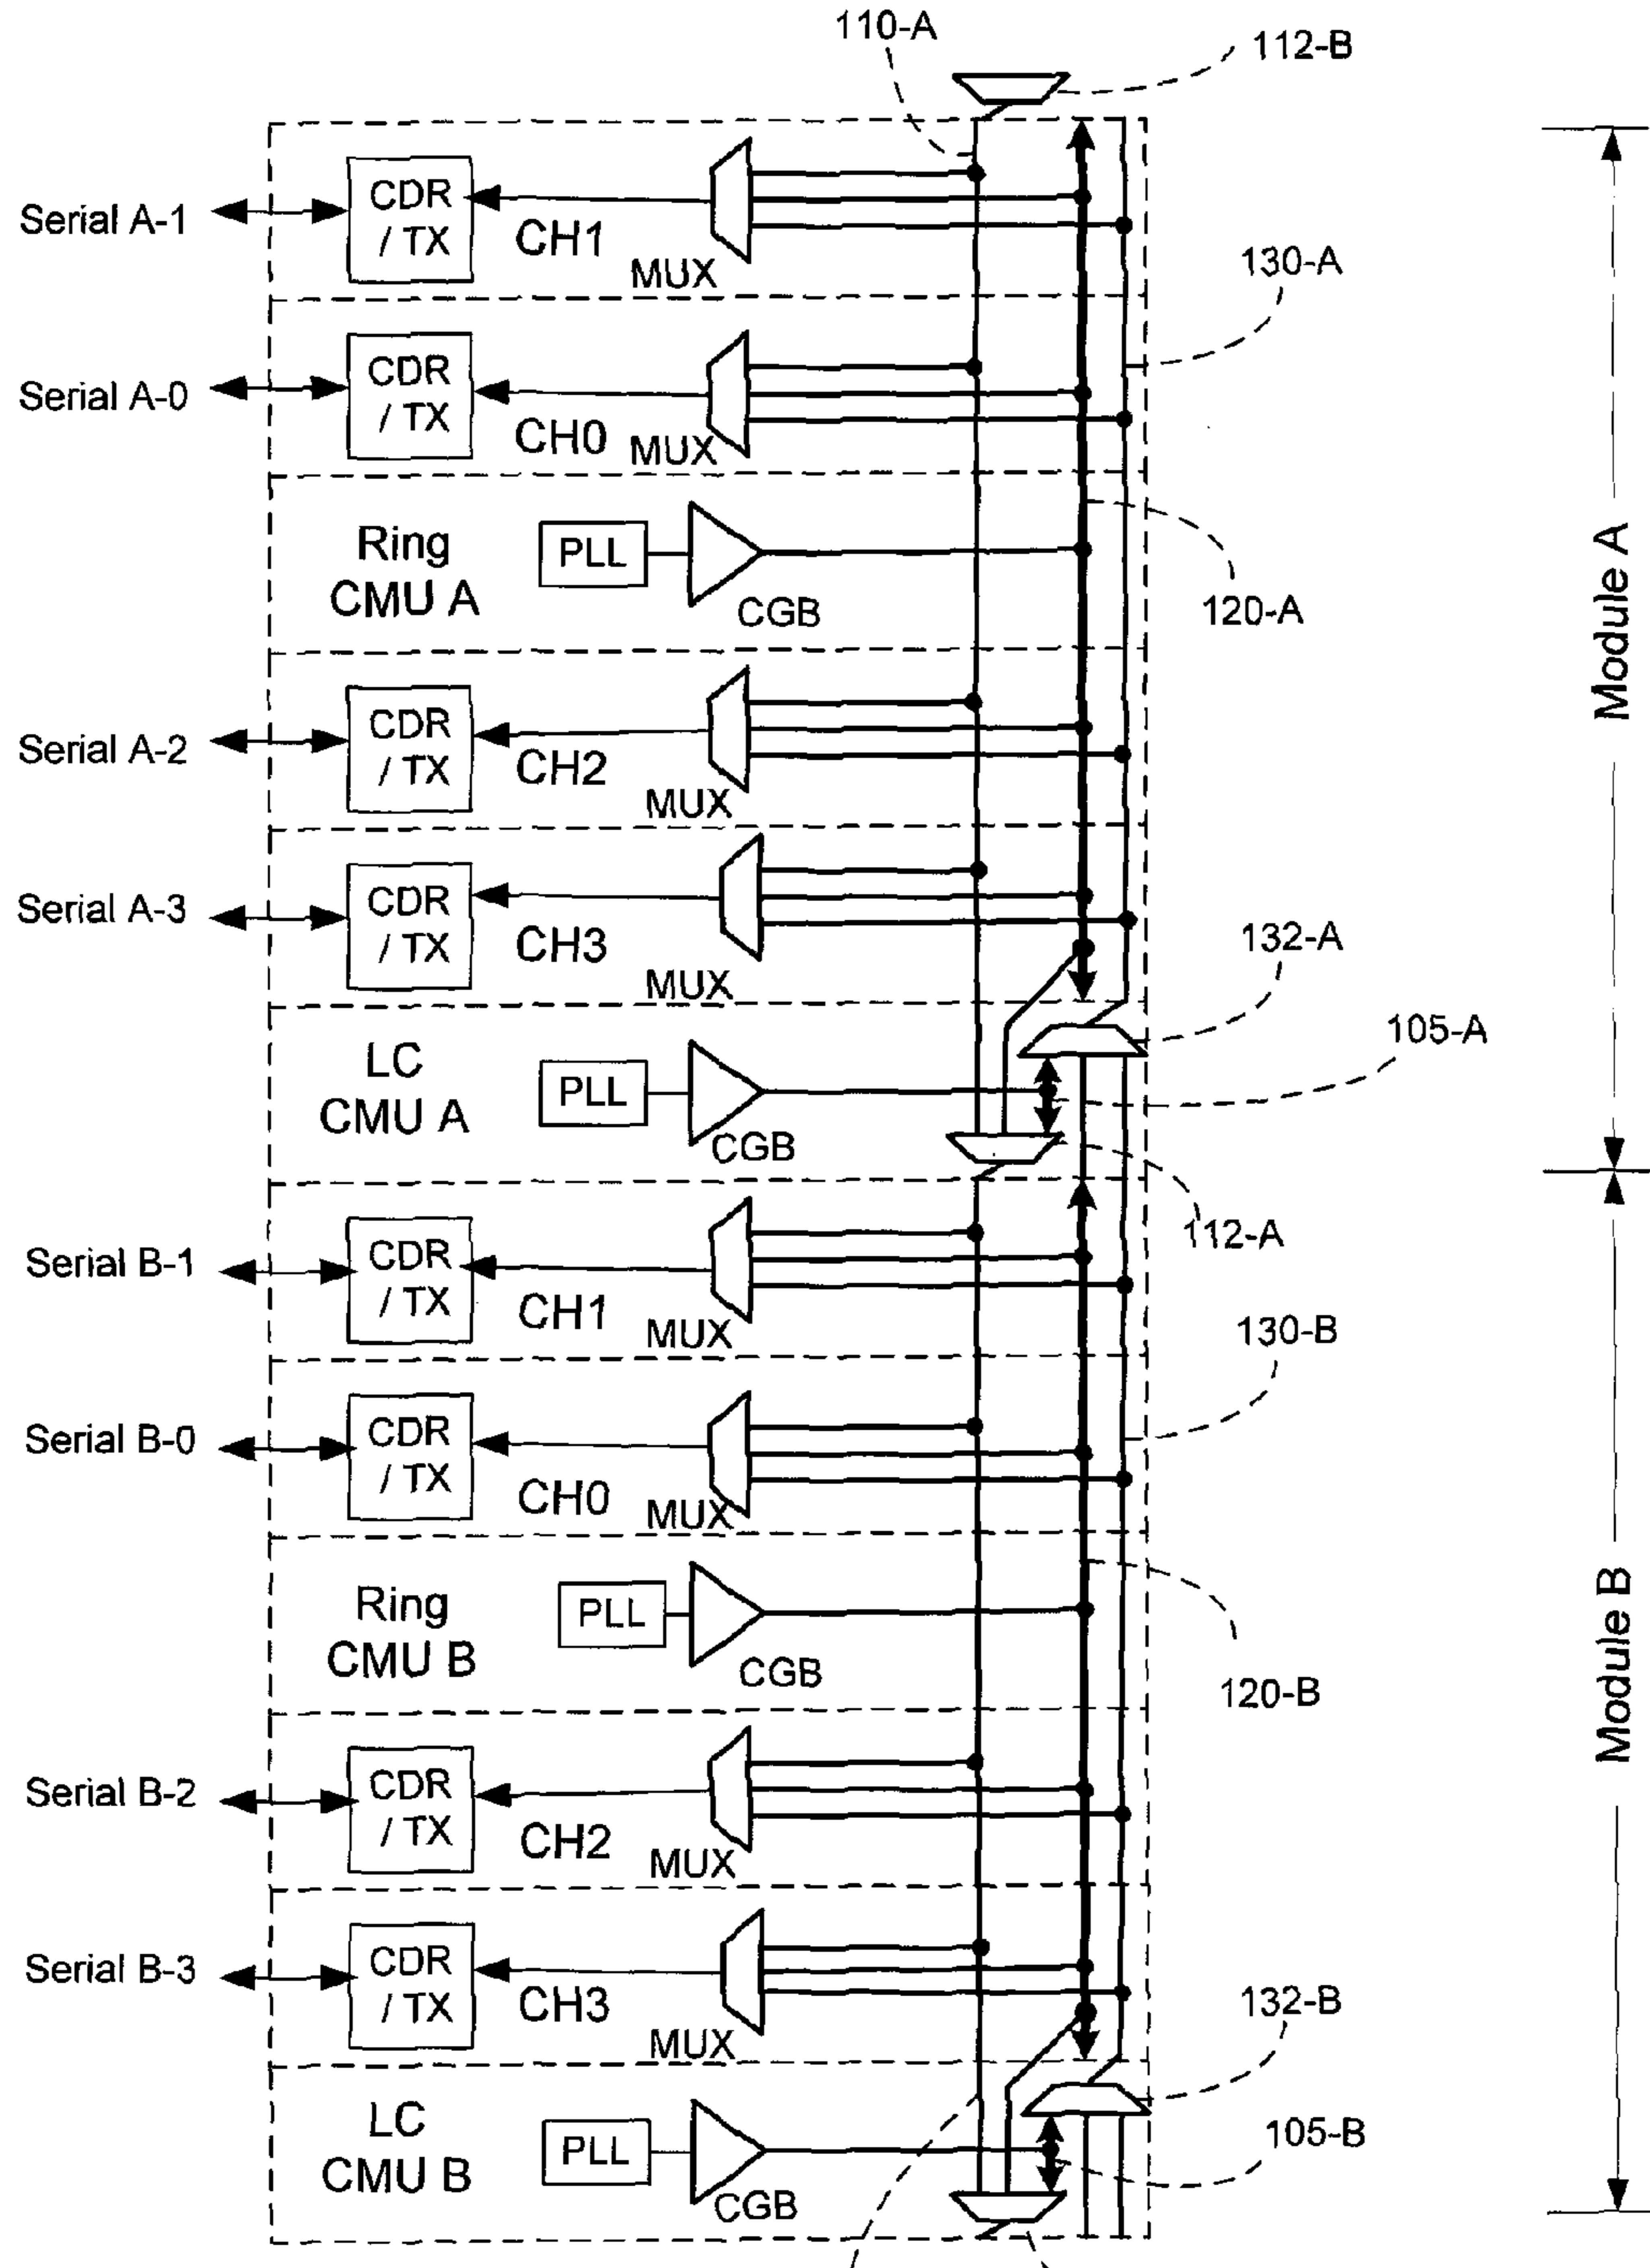 110-A
112-B
Serial A-1
CDR
/ TX
CH1
MUX
130-A
Serial A-0
CDR
/ TX
CH0
MUX
Ring
CMU A
PLL
CGB
120-A
Module A
Serial A-2
CDR
/ TX
CH2
MUX
Serial A-3
CDR
/ TX
CH3
MUX
132-A
105-A
LC
CMU A
PLL
CGB
112-A
Serial B-1
CDR
/ TX
CH1
MUX
130-B
Serial B-0
CDR
/ TX
CH0
MUX
Ring
CMU B
PLL
CGB
120-B
Module B
Serial B-2
CDR
/ TX
CH2
MUX
Serial B-3
CDR
/ TX
CH3
MUX
132-B
105-B
LC
CMU B
PLL
CGB